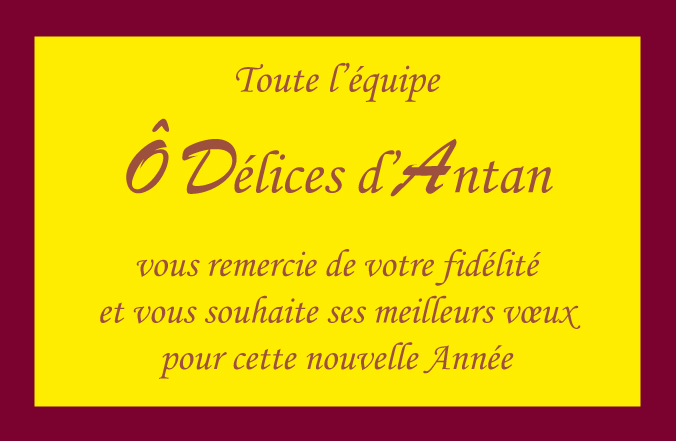 Toute l’équipe
Ô Délices d’Antan
vous remercie de votre fidélité
et vous souhaite ses meilleurs vœux
pour cette nouvelle Année